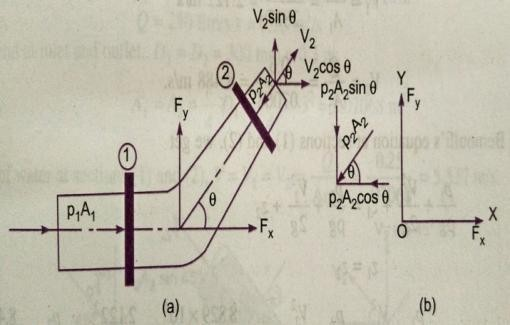 V₂sin θ
V₂
② θ V₂cos θ
p₂A₂ p₂A₂sin θ
Y
F_y F_y
p₂A₂
① θ
p₂A₂cos θ
p₁A₁ θ
F_x X
O F_x
(a) (b)